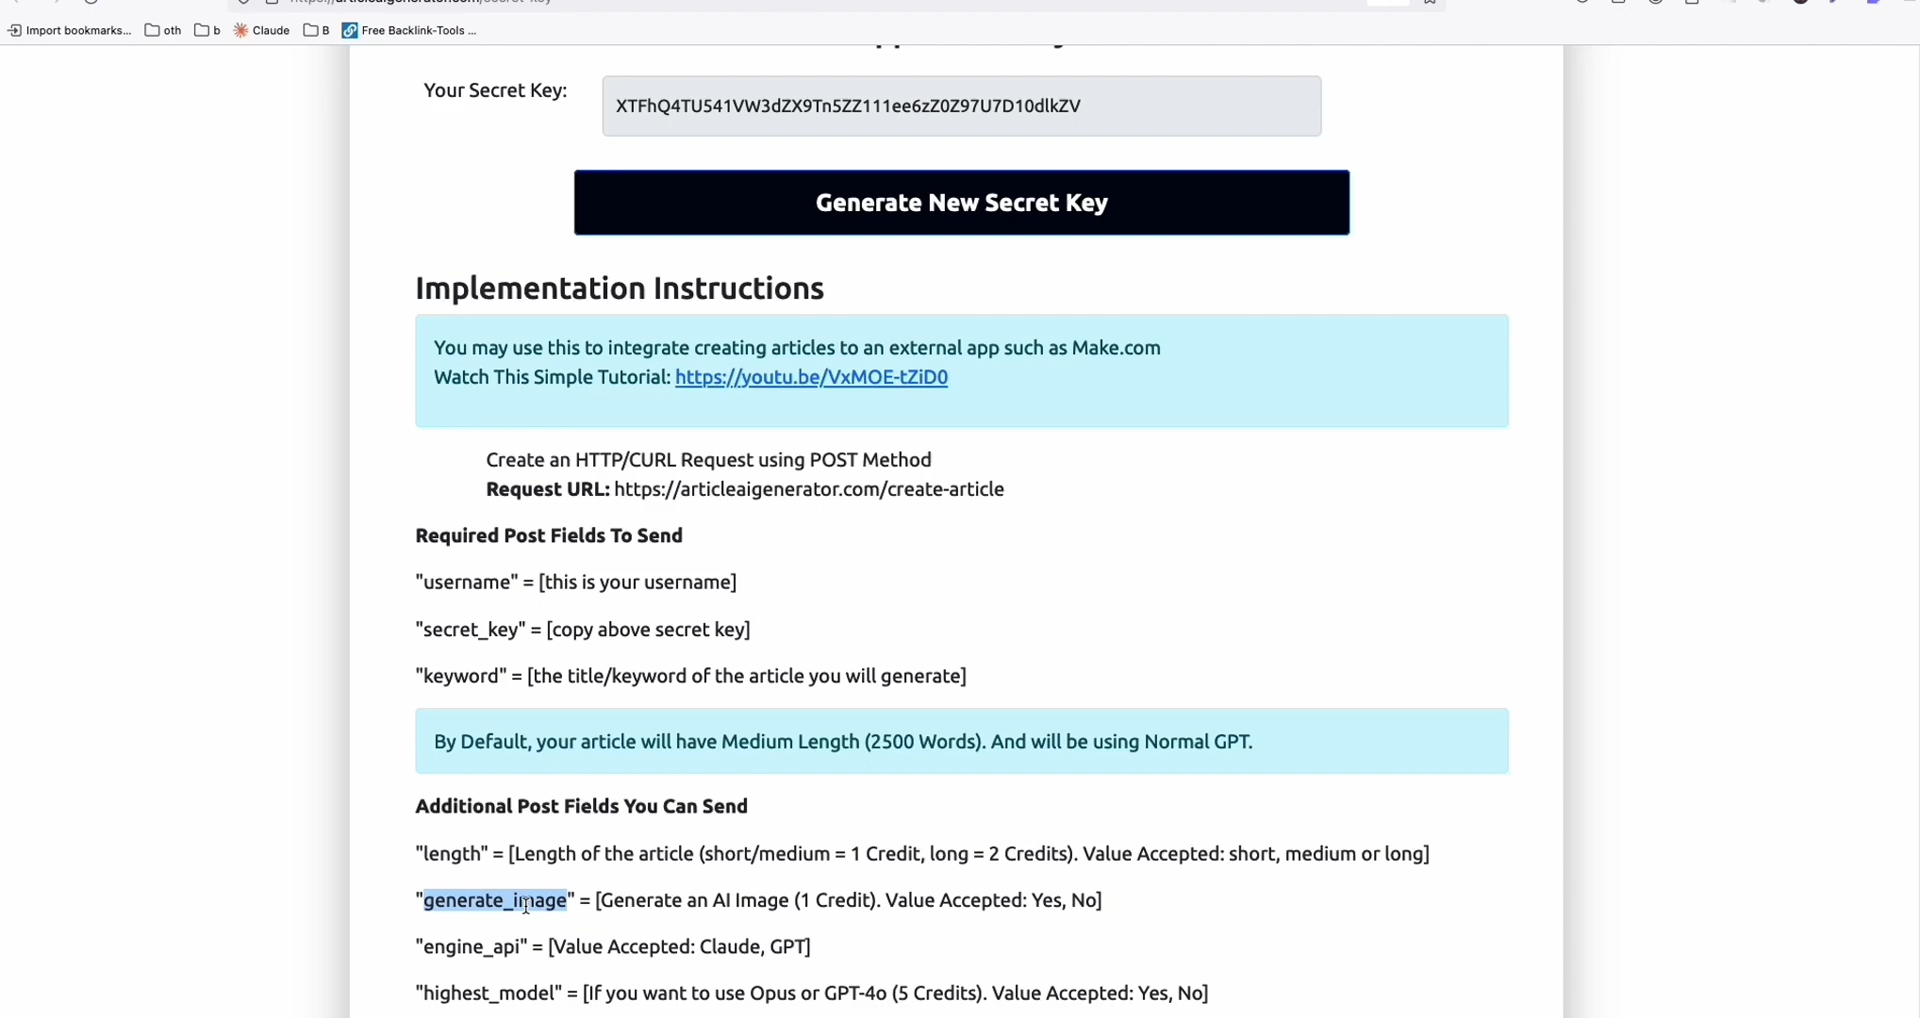 Import bookmarks... oth b Claude B Free Backlink-Tools ...
Your Secret Key:
XTFhQ4TU541VW3dZX9Tn5ZZ111ee6zZ0Z97U7D10dlkZV
Generate New Secret Key
Implementation Instructions
You may use this to integrate creating articles to an external app such as Make.com
Watch This Simple Tutorial: https://youtu.be/VxMOE-tZiD0
Create an HTTP/CURL Request using POST Method
Request URL: https://articleaigenerator.com/create-article
Required Post Fields To Send
"username" = [this is your username]
"secret_key" = [copy above secret key]
"keyword" = [the title/keyword of the article you will generate]
By Default, your article will have Medium Length (2500 Words). And will be using Normal GPT.
Additional Post Fields You Can Send
"length" = [Length of the article (short/medium = 1 Credit, long = 2 Credits). Value Accepted: short, medium or long]
"generate_image" = [Generate an AI Image (1 Credit). Value Accepted: Yes, No]
"engine_api" = [Value Accepted: Claude, GPT]
"highest_model" = [If you want to use Opus or GPT-4o (5 Credits). Value Accepted: Yes, No]